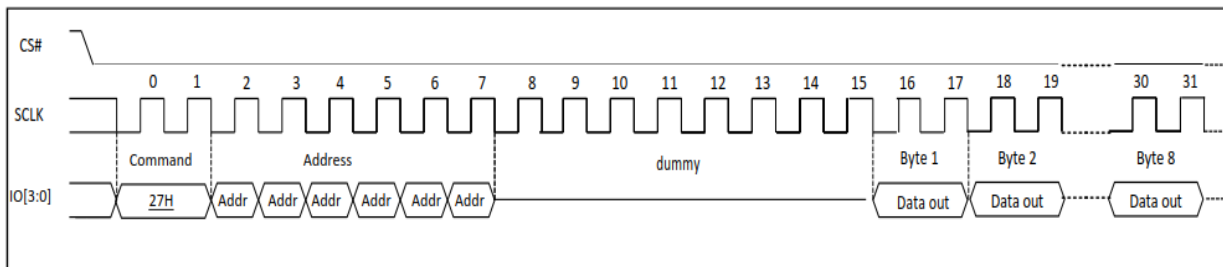 CS#
0 1 2 3 4 5 6 7 8 9 10 11 12 13 14 15 16 17 18 19 30 31
SCLK
Command Address dummy Byte 1 Byte 2 Byte 8
IO[3:0] 27H Addr Addr Addr Addr Addr Addr Data out Data out Data out